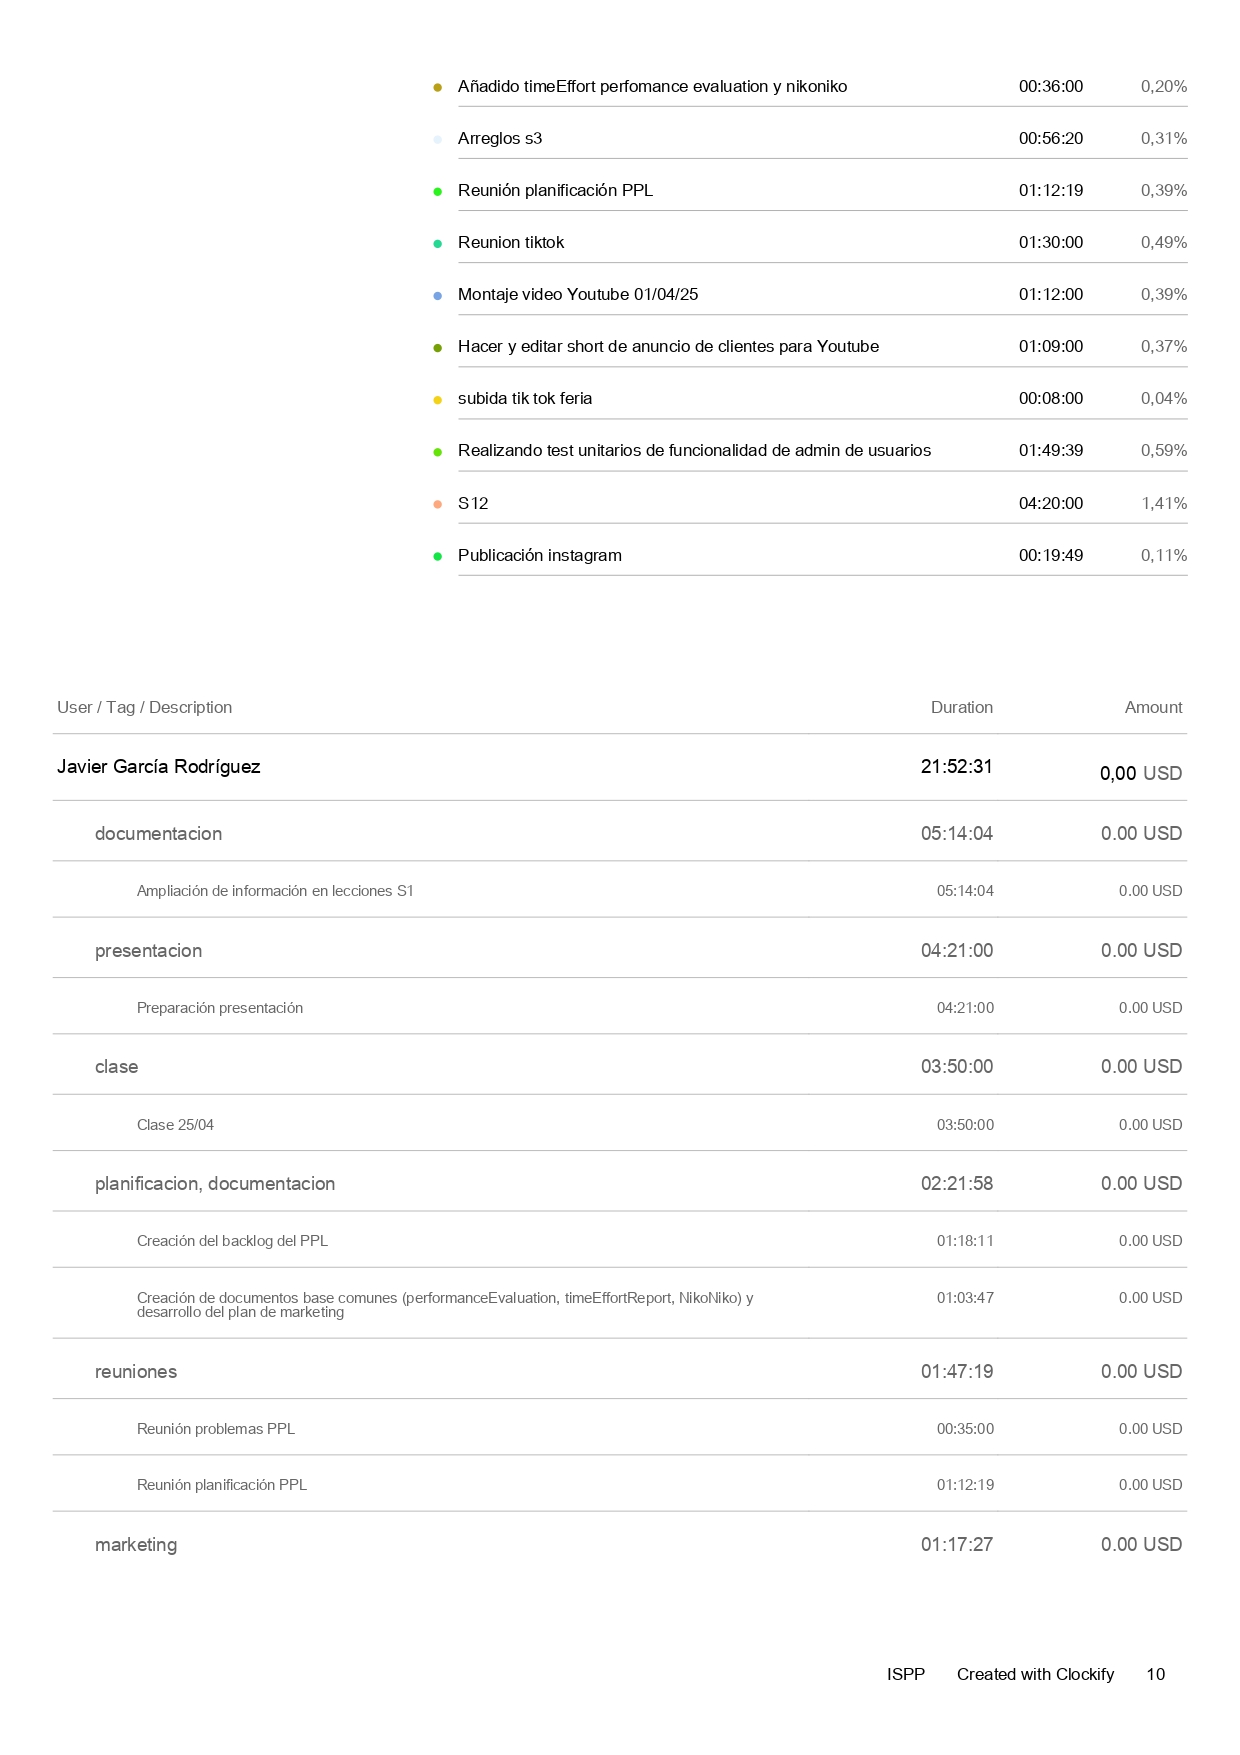 Añadido timeEffort perfomance evaluation y nikoniko 00:36:00 0,20%
Arreglos s3 00:56:20 0,31%
Reunión planificación PPL 01:12:19 0,39%
Reunion tiktok 01:30:00 0,49%
Montaje video Youtube 01/04/25 01:12:00 0,39%
Hacer y editar short de anuncio de clientes para Youtube 01:09:00 0,37%
subida tik tok feria 00:08:00 0,04%
Realizando test unitarios de funcionalidad de admin de usuarios 01:49:39 0,59%
S12 04:20:00 1,41%
Publicación instagram 00:19:49 0,11%
User / Tag / Description Duration Amount
Javier García Rodríguez 21:52:31 0,00 USD
documentacion 05:14:04 0.00 USD
Ampliación de información en lecciones S1 05:14:04 0.00 USD
presentacion 04:21:00 0.00 USD
Preparación presentación 04:21:00 0.00 USD
clase 03:50:00 0.00 USD
Clase 25/04 03:50:00 0.00 USD
planificacion, documentacion 02:21:58 0.00 USD
Creación del backlog del PPL 01:18:11 0.00 USD
Creación de documentos base comunes (performanceEvaluation, timeEffortReport, NikoNiko) y 01:03:47 0.00 USD
desarrollo del plan de marketing
reuniones 01:47:19 0.00 USD
Reunión problemas PPL 00:35:00 0.00 USD
Reunión planificación PPL 01:12:19 0.00 USD
marketing 01:17:27 0.00 USD
ISPP Created with Clockify 10